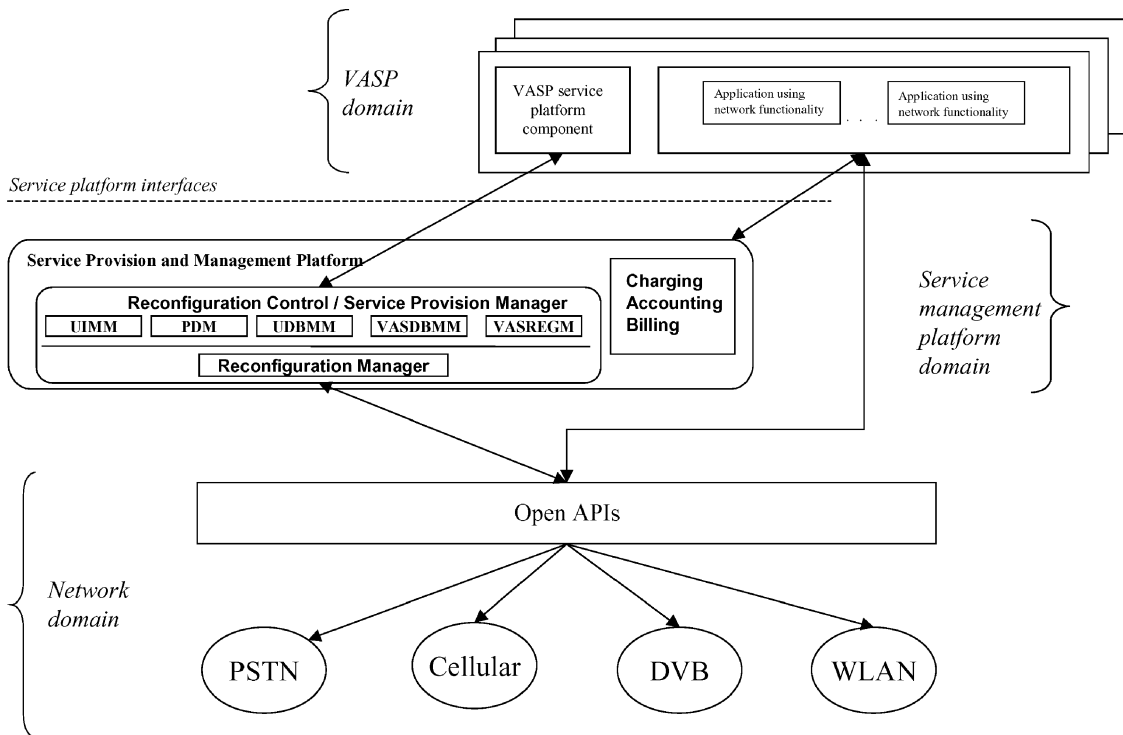 VASP
domain
VASP service
platform
component
Application using
network functionality
. . .
Application using
network functionality
Service platform interfaces
Service Provision and Management Platform
Reconfiguration Control / Service Provision Manager
UIMM
PDM
UDBMM
VASDBMM
VASREGM
Reconfiguration Manager
Charging
Accounting
Billing
Service
management
platform
domain
Open APIs
Network
domain
PSTN
Cellular
DVB
WLAN